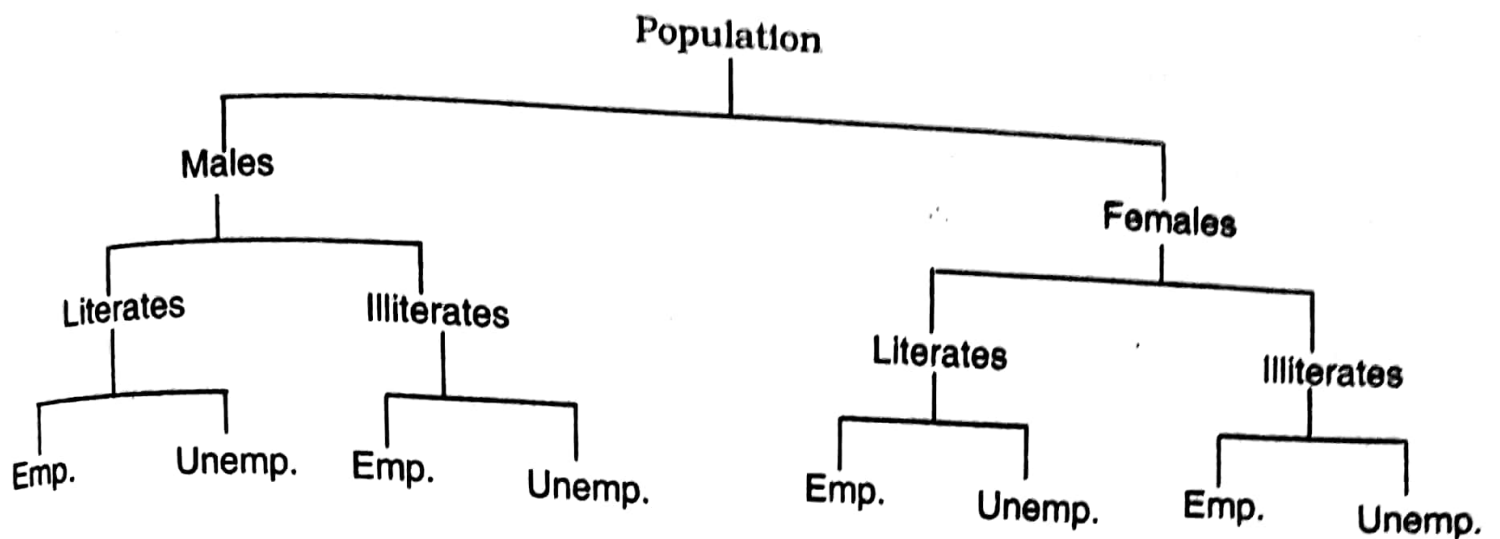 Population
Males
Females
Literates Illiterates
Literates Illiterates
Emp. Unemp. Emp. Unemp.
Emp. Unemp. Emp. Unemp.